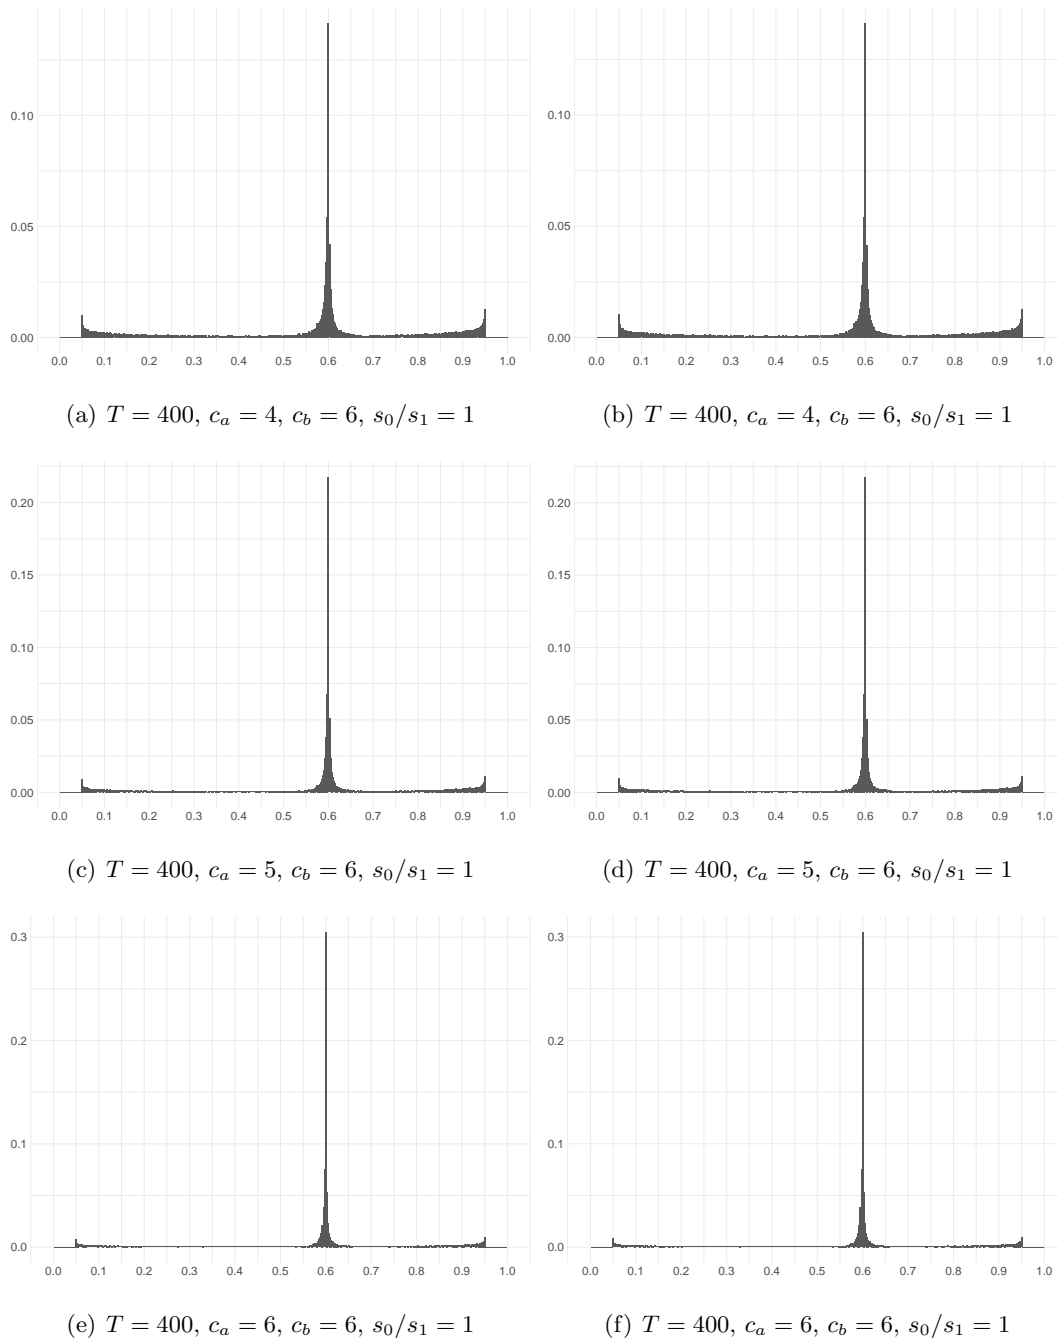 0.10 0.10
0.05 0.05
0.00 0.00
0.0 0.1 0.2 0.3 0.4 0.5 0.6 0.7 0.8 0.9 1.0 0.0 0.1 0.2 0.3 0.4 0.5 0.6 0.7 0.8 0.9 1.0
(a) T = 400, c_a = 4, c_b = 6, s_0/s_1 = 1 (b) T = 400, c_a = 4, c_b = 6, s_0/s_1 = 1
0.20 0.20
0.15 0.15
0.10 0.10
0.05 0.05
0.00 0.00
0.0 0.1 0.2 0.3 0.4 0.5 0.6 0.7 0.8 0.9 1.0 0.0 0.1 0.2 0.3 0.4 0.5 0.6 0.7 0.8 0.9 1.0
(c) T = 400, c_a = 5, c_b = 6, s_0/s_1 = 1 (d) T = 400, c_a = 5, c_b = 6, s_0/s_1 = 1
0.3 0.3
0.2 0.2
0.1 0.1
0.0 0.0
0.0 0.1 0.2 0.3 0.4 0.5 0.6 0.7 0.8 0.9 1.0 0.0 0.1 0.2 0.3 0.4 0.5 0.6 0.7 0.8 0.9 1.0
(e) T = 400, c_a = 6, c_b = 6, s_0/s_1 = 1 (f) T = 400, c_a = 6, c_b = 6, s_0/s_1 = 1